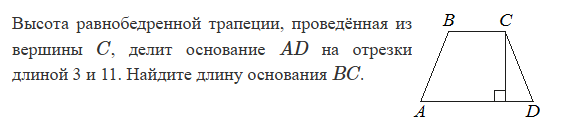 Высота равнобедренной трапеции, проведённая из
вершины C, делит основание AD на отрезки
длиной 3 и 11. Найдите длину основания BC.
B C
A D